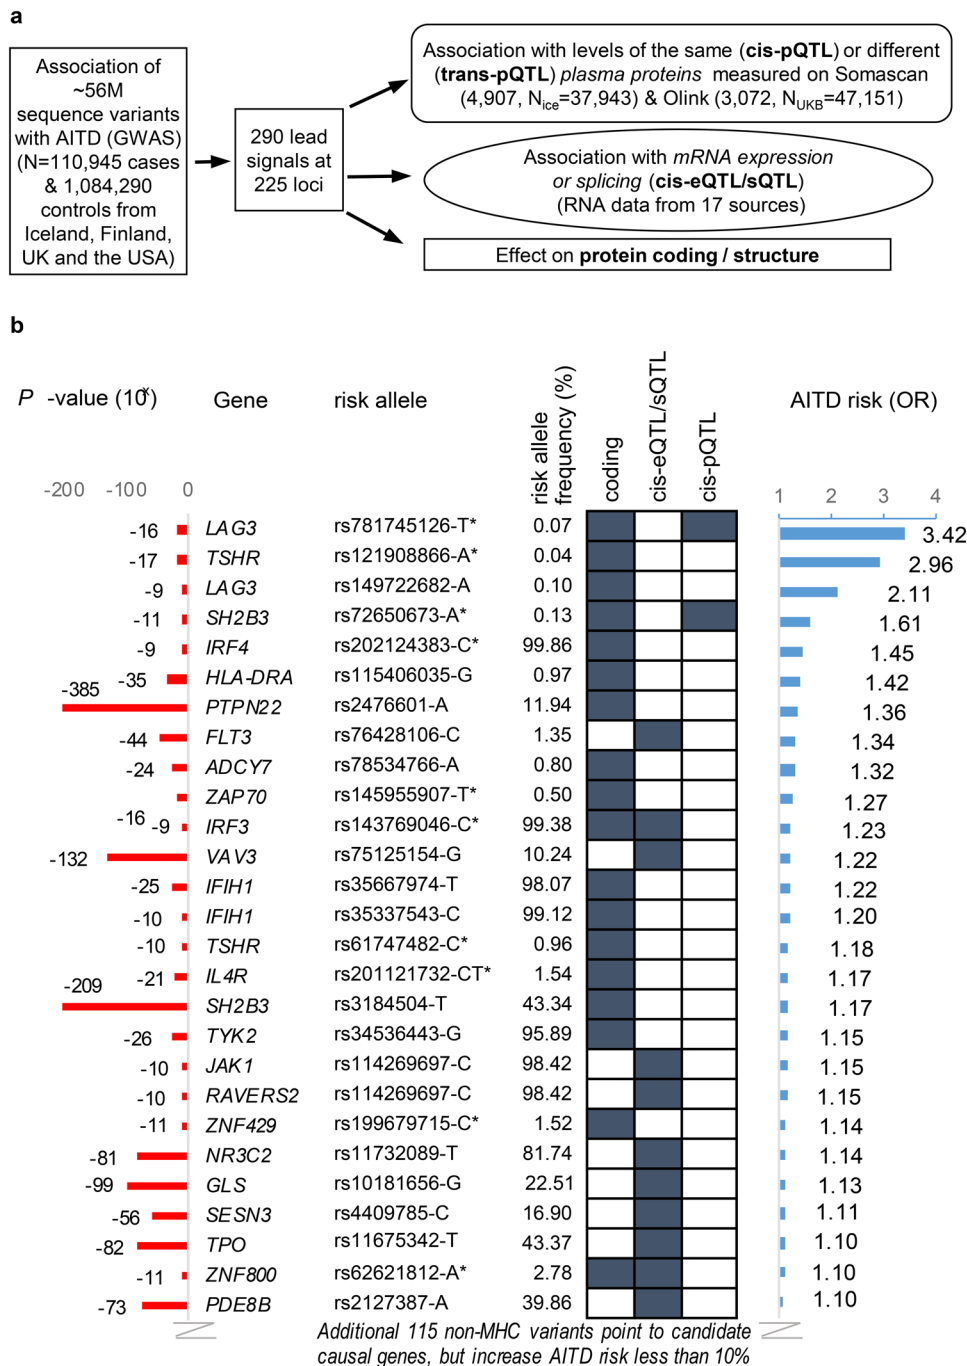 a
Association of
~56M
sequence variants
with AITD (GWAS)
(N=110,945 cases
& 1,084,290
controls from
Iceland, Finland,
UK and the USA)
290 lead
signals at
225 loci
Association with levels of the same (cis-pQTL) or different
(trans-pQTL) plasma proteins measured on Somascan
(4,907, Nice=37,943) & Olink (3,072, NUKB=47,151)
Association with mRNA expression
or splicing (cis-eQTL/sQTL)
(RNA data from 17 sources)
Effect on protein coding / structure
b
P -value (10x) Gene risk allele risk allele frequency (%) coding cis-eQTL/sQTL cis-pQTL AITD risk (OR)
-200 -100 0 1 2 3 4
-16 LAG3 rs781745126-T* 0.07 3.42
-17 TSHR rs121908866-A* 0.04 2.96
-9 LAG3 rs149722682-A 0.10 2.11
-11 SH2B3 rs72650673-A* 0.13 1.61
-9 IRF4 rs202124383-C* 99.86 1.45
-35 HLA-DRA rs115406035-G 0.97 1.42
-385 PTPN22 rs2476601-A 11.94 1.36
-44 FLT3 rs76428106-C 1.35 1.34
-24 ADCY7 rs78534766-A 0.80 1.32
-16 ZAP70 rs145955907-T* 0.50 1.27
-9 IRF3 rs143769046-C* 99.38 1.23
-132 VAV3 rs75125154-G 10.24 1.22
-25 IFIH1 rs35667974-T 98.07 1.22
-10 IFIH1 rs35337543-C 99.12 1.20
-10 TSHR rs61747482-C* 0.96 1.18
-21 IL4R rs201121732-CT* 1.54 1.17
-209 SH2B3 rs3184504-T 43.34 1.17
-26 TYK2 rs34536443-G 95.89 1.15
-10 JAK1 rs114269697-C 98.42 1.15
-10 RAVERS2 rs114269697-C 98.42 1.15
-11 ZNF429 rs199679715-C* 1.52 1.14
-81 NR3C2 rs11732089-T 81.74 1.14
-99 GLS rs10181656-G 22.51 1.13
-56 SESN3 rs4409785-C 16.90 1.11
-82 TPO rs11675342-T 43.37 1.10
-11 ZNF800 rs62621812-A* 2.78 1.10
-73 PDE8B rs2127387-A 39.86 1.10
Additional 115 non-MHC variants point to candidate
causal genes, but increase AITD risk less than 10%